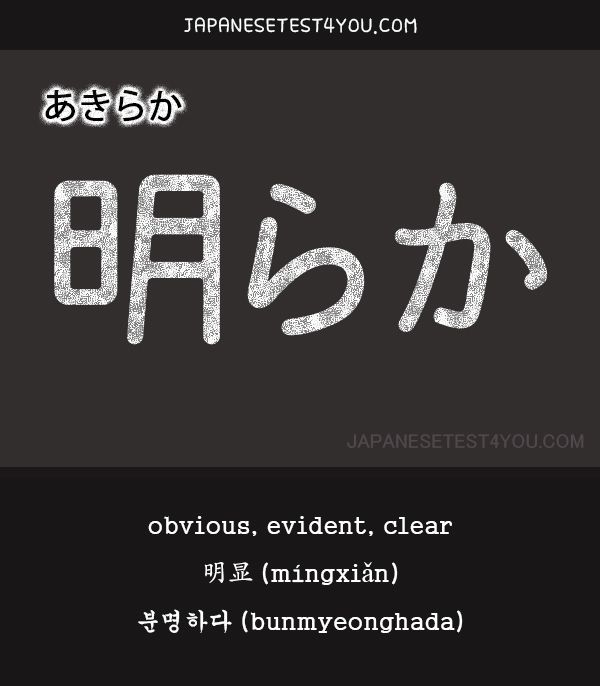 JAPANESETEST4YOU.COM
あきらか
明らか
JAPANESETEST4YOU.COM
obvious, evident, clear
明显 (míngxiǎn)
분명하다 (bunmyeonghada)